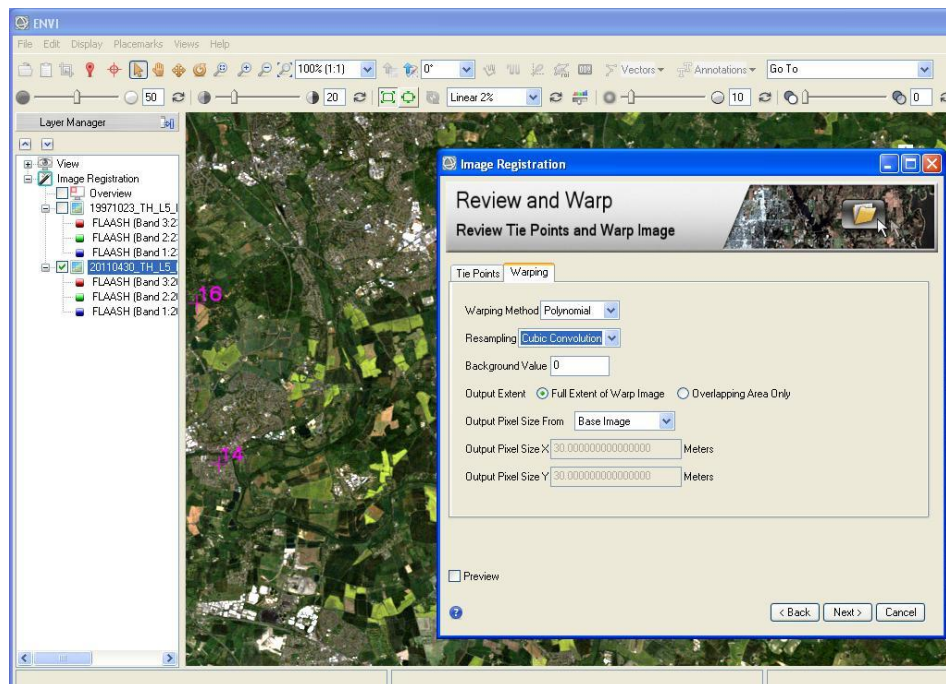 ENVI
File Edit Display Placemarks Views Help
100% (1:1) 0° Vectors Annotations Go To
50 20 Linear 2% 10 0
Layer Manager
View
Image Registration
Overview
19971023_TH_L5_
FLAASH (Band 3:2
FLAASH (Band 2:2
FLAASH (Band 1:2
20110430_TH_L5_
FLAASH (Band 3:20
FLAASH (Band 2:20
FLAASH (Band 1:20
16
14
Image Registration
Review and Warp
Review Tie Points and Warp Image
Tie Points Warping
Warping Method Polynomial
Resampling Cubic Convolution
Background Value 0
Output Extent Full Extent of Warp Image Overlapping Area Only
Output Pixel Size From Base Image
Output Pixel Size X 30.000000000000000 Meters
Output Pixel Size Y 30.000000000000000 Meters
Preview
< Back Next > Cancel